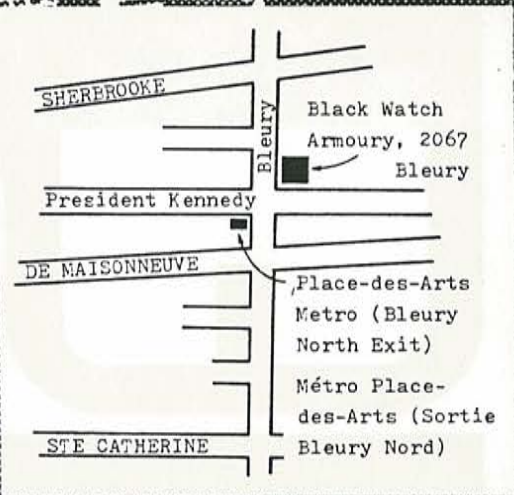 SHERBROOKE
Bleury
Black Watch
Armoury, 2067
Bleury
President Kennedy
DE MAISONNEUVE
Place-des-Arts
Metro (Bleury
North Exit)
Métro Place-
des-Arts (Sortie
Bleury Nord)
STE CATHERINE